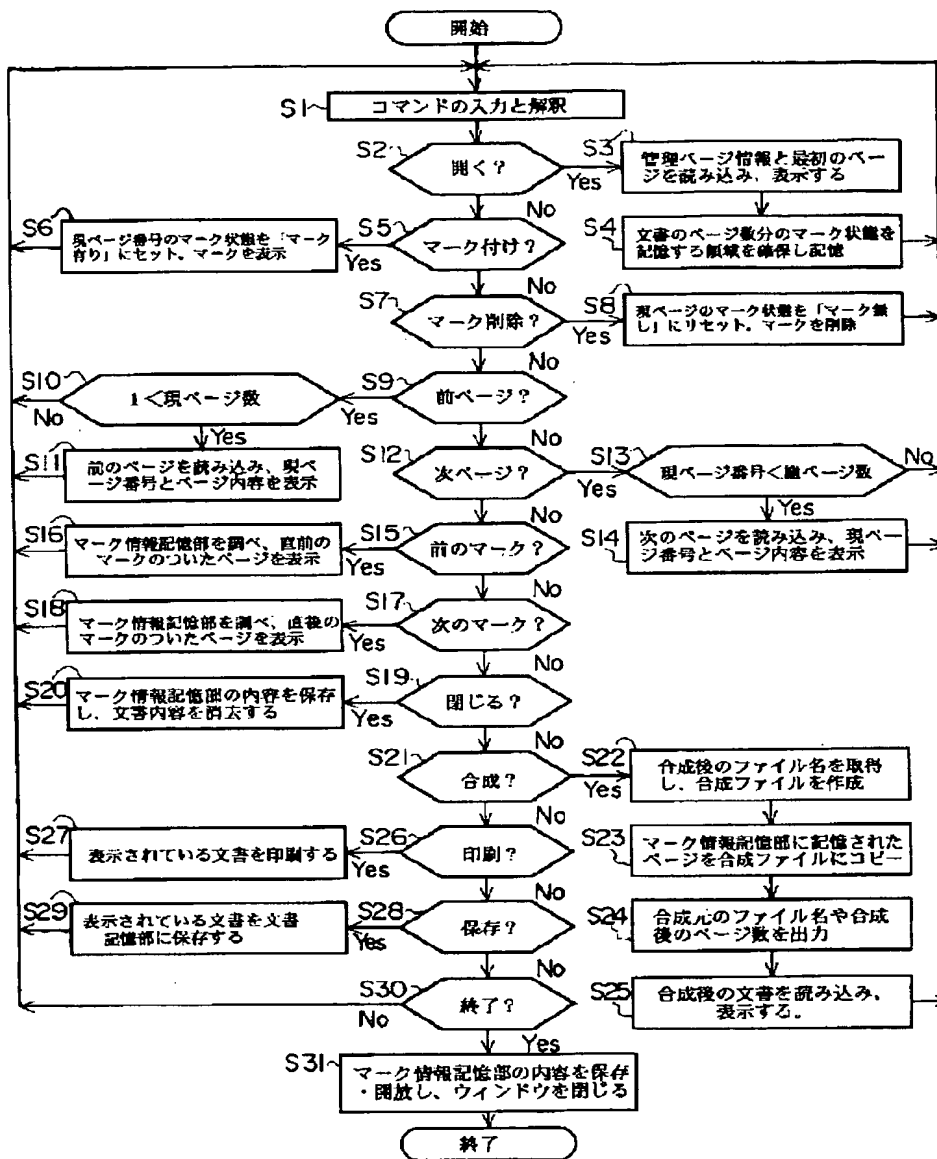 開始
S1
コマンドの入力と解釈
S2
開く?
Yes
No
S3
管理ページ情報と最初のペー
ジを読み込み、表示する
S4
文書のページ数分のマーク状態を
記憶する領域を確保し記憶
S5
マーク付け?
Yes
No
S6
現ページ番号のマーク状態を「マーク
有り」にセット。マークを表示
S7
マーク削除?
Yes
No
S8
現ページのマーク状態を「マーク無
し」にリセット。マークを削除
S9
前ページ?
Yes
No
S10
1<現ページ数
No
Yes
S11
前のページを読み込み、現ペ
ージ番号とページ内容を表示
S12
次ページ?
Yes
No
S13
現ページ番号<総ページ数
No
Yes
S14
次のページを読み込み、現ペー
ジ番号とページ内容を表示
S15
前のマーク?
Yes
No
S16
マーク情報記憶部を調べ、直前の
マークのついたページを表示
S17
次のマーク?
Yes
No
S18
マーク情報記憶部を調べ、直後の
マークのついたページを表示
S19
閉じる?
Yes
No
S20
マーク情報記憶部の内容を保存
し、文書内容を消去する
S21
合成?
Yes
No
S22
合成後のファイル名を取得
し、合成ファイルを作成
S23
マーク情報記憶部に記憶された
ページを合成ファイルにコピー
S24
合成元のファイル名や合成
後のページ数を出力
S25
合成後の文書を読み込み、
表示する。
S26
印刷?
Yes
No
S27
表示されている文書を印刷する
S28
保存?
Yes
No
S29
表示されている文書を文書
記憶部に保存する
S30
終了?
No
Yes
S31
マーク情報記憶部の内容を保存
・開放し、ウィンドウを閉じる
終了